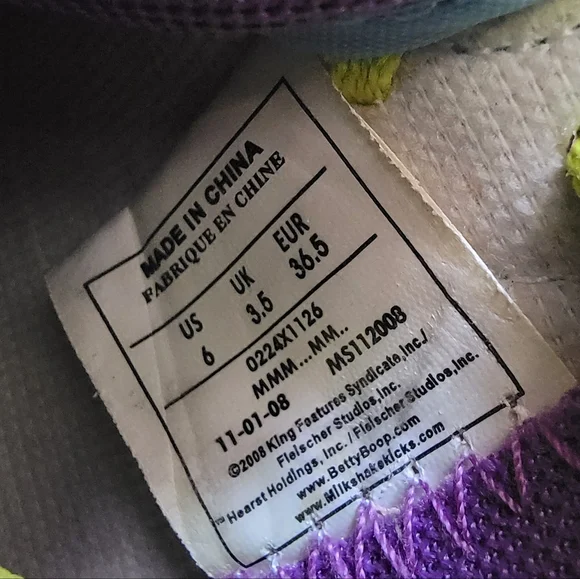 MADE IN CHINA
FABRIQUE EN CHINE
US UK EUR
6 3.5 36.5
0224X1126
MMM...MM..
11-01-08 MS112008
©2008 King Features Syndicate, Inc./
Fleischer Studios, Inc.
™Hearst Holdings, Inc. / Fleischer Studios, Inc.
www.BettyBoop.com
www.Milkshakekicks.com